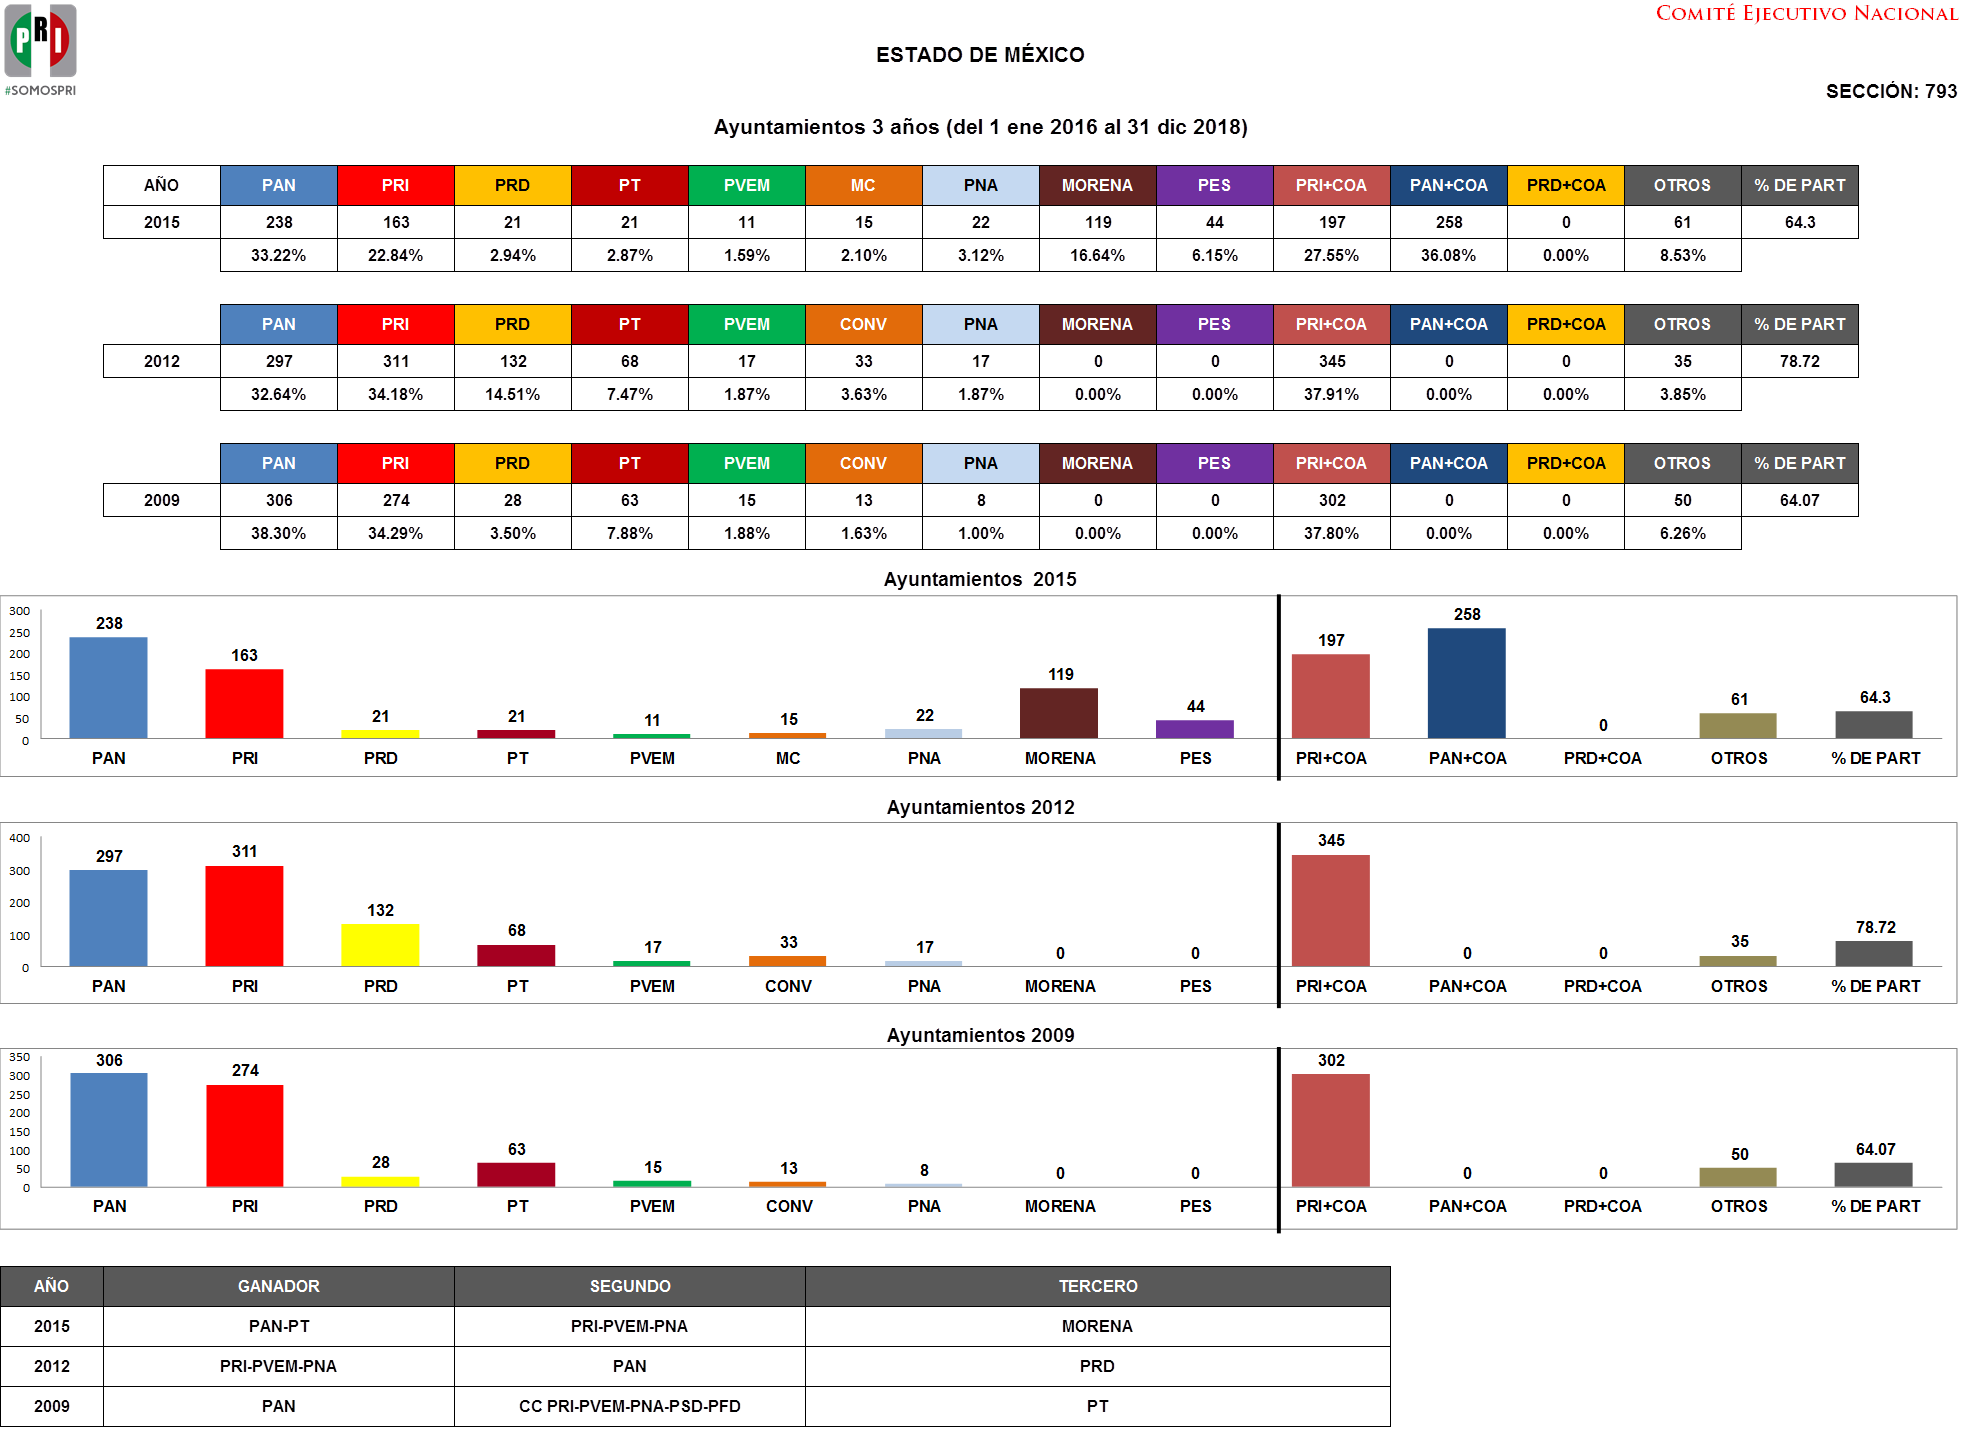 PRI
#SOMOSPRI
COMITÉ EJECUTIVO NACIONAL
ESTADO DE MÉXICO
SECCIÓN: 793
Ayuntamientos 3 años (del 1 ene 2016 al 31 dic 2018)
AÑO PAN PRI PRD PT PVEM MC PNA MORENA PES PRI+COA PAN+COA PRD+COA OTROS % DE PART
2015 238 163 21 21 11 15 22 119 44 197 258 0 61 64.3
33.22% 22.84% 2.94% 2.87% 1.59% 2.10% 3.12% 16.64% 6.15% 27.55% 36.08% 0.00% 8.53%
PAN PRI PRD PT PVEM CONV PNA MORENA PES PRI+COA PAN+COA PRD+COA OTROS % DE PART
2012 297 311 132 68 17 33 17 0 0 345 0 0 35 78.72
32.64% 34.18% 14.51% 7.47% 1.87% 3.63% 1.87% 0.00% 0.00% 37.91% 0.00% 0.00% 3.85%
PAN PRI PRD PT PVEM CONV PNA MORENA PES PRI+COA PAN+COA PRD+COA OTROS % DE PART
2009 306 274 28 63 15 13 8 0 0 302 0 0 50 64.07
38.30% 34.29% 3.50% 7.88% 1.88% 1.63% 1.00% 0.00% 0.00% 37.80% 0.00% 0.00% 6.26%
Ayuntamientos 2015
300
250
200
150
100
50
0
238 163 21 21 11 15 22 119 44 197 258 0 61 64.3
PAN PRI PRD PT PVEM MC PNA MORENA PES PRI+COA PAN+COA PRD+COA OTROS % DE PART
Ayuntamientos 2012
400
300
200
100
0
297 311 132 68 17 33 17 0 0 345 0 0 35 78.72
PAN PRI PRD PT PVEM CONV PNA MORENA PES PRI+COA PAN+COA PRD+COA OTROS % DE PART
Ayuntamientos 2009
350
300
250
200
150
100
50
0
306 274 28 63 15 13 8 0 0 302 0 0 50 64.07
PAN PRI PRD PT PVEM CONV PNA MORENA PES PRI+COA PAN+COA PRD+COA OTROS % DE PART
AÑO GANADOR SEGUNDO TERCERO
2015 PAN-PT PRI-PVEM-PNA MORENA
2012 PRI-PVEM-PNA PAN PRD
2009 PAN CC PRI-PVEM-PNA-PSD-PFD PT